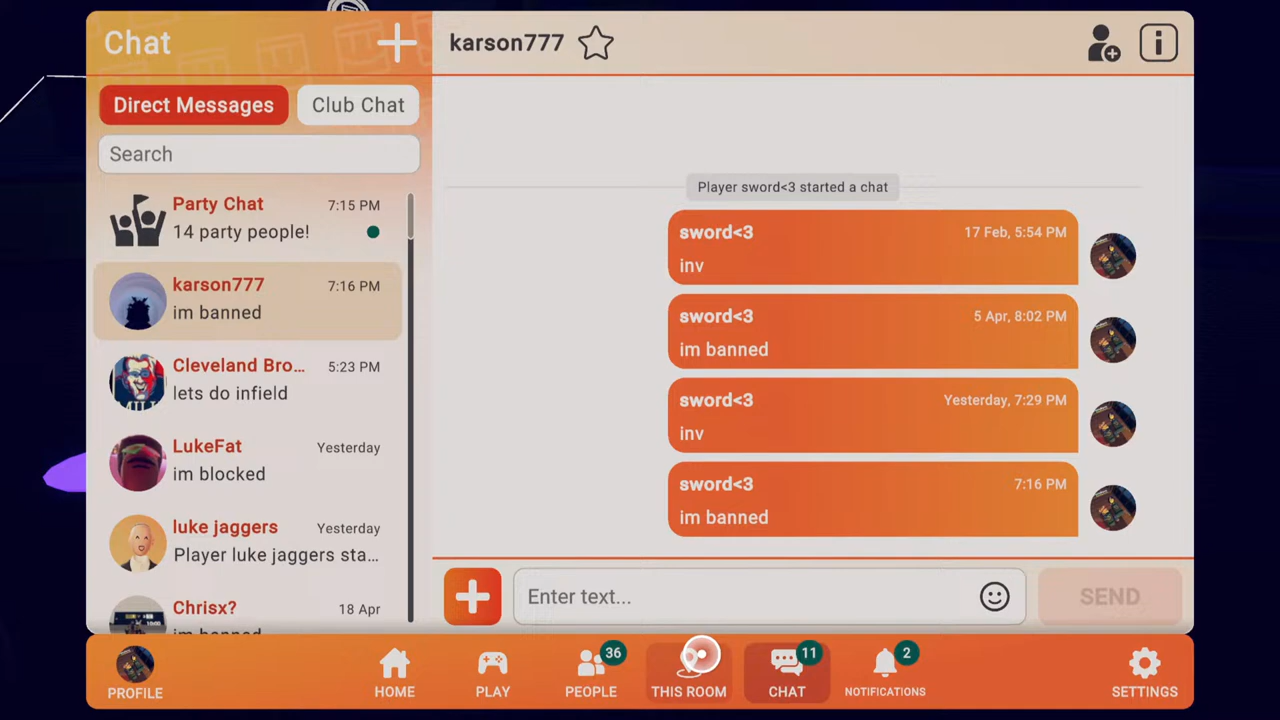 Chat
karson777
Direct Messages
Club Chat
Search
Party Chat
7:15 PM
14 party people!
karson777
7:16 PM
im banned
Cleveland Bro...
5:23 PM
lets do infield
LukeFat
Yesterday
im blocked
luke jaggers
Yesterday
Player luke jaggers sta...
Chrisx?
18 Apr
Player sword<3 started a chat
sword<3
17 Feb, 5:54 PM
inv
sword<3
5 Apr, 8:02 PM
im banned
sword<3
Yesterday, 7:29 PM
inv
sword<3
7:16 PM
im banned
Enter text...
SEND
PROFILE
HOME
PLAY
36
PEOPLE
THIS ROOM
11
CHAT
2
NOTIFICATIONS
SETTINGS